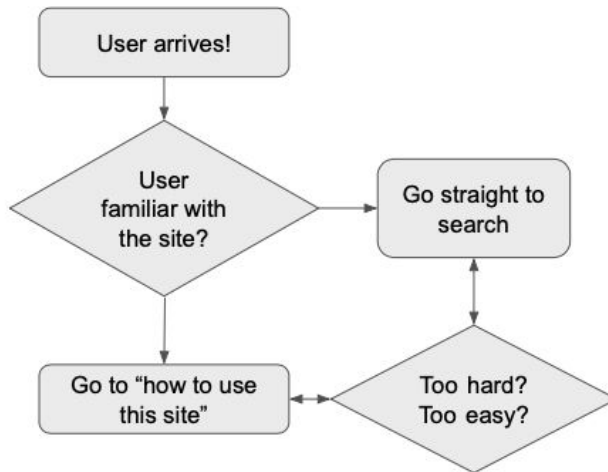 User arrives!
User
familiar with
the site?
Go straight to
search
Go to “how to use
this site”
Too hard?
Too easy?